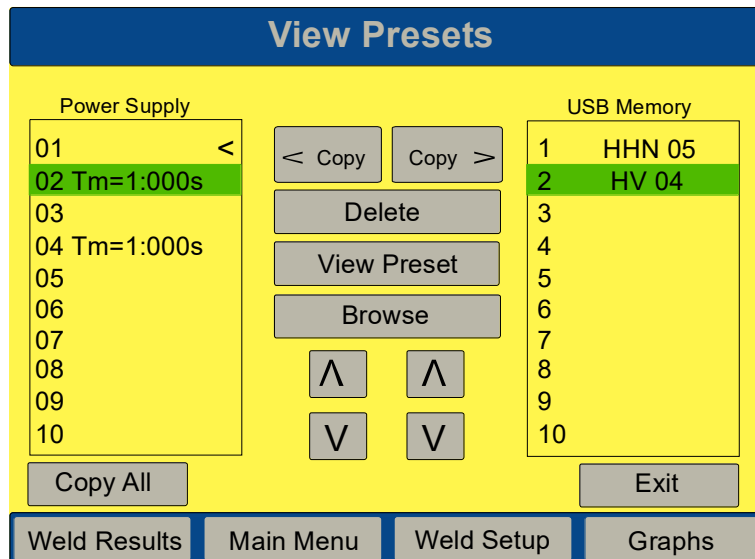 View Presets
Power Supply
01 <
02 Tm=1:000s
03
04 Tm=1:000s
05
06
07
08
09
10
Copy All
< Copy
Copy >
Delete
View Preset
Browse
Λ Λ
V V
USB Memory
1 HHN 05
2 HV 04
3
4
5
6
7
8
9
10
Exit
Weld Results
Main Menu
Weld Setup
Graphs